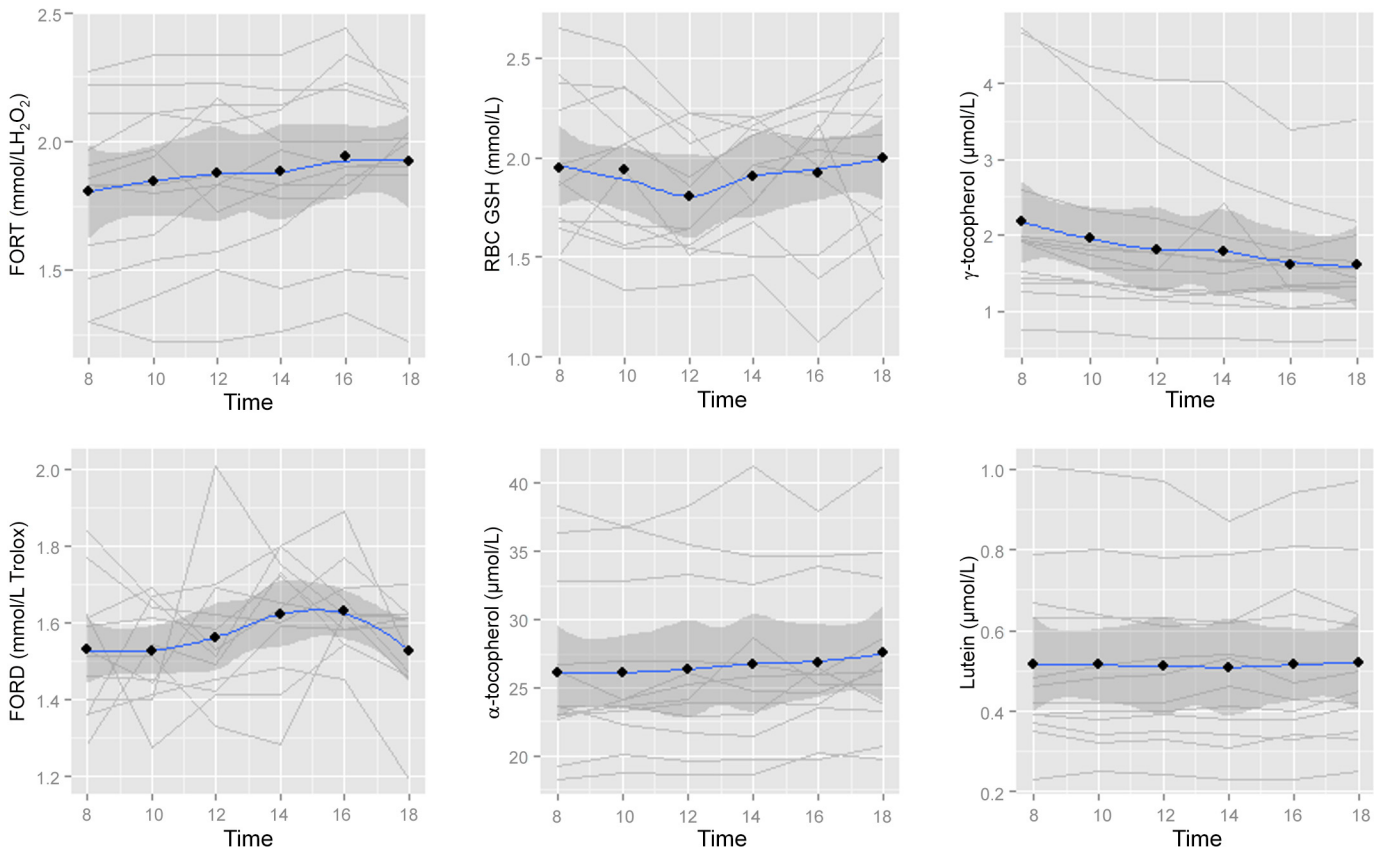 FORT (mmol/LH₂O₂)
2.5
2.0
1.5
8 10 12 14 16 18
Time
RBC GSH (mmol/L)
2.5
2.0
1.5
1.0
8 10 12 14 16 18
Time
γ-tocopherol (μmol/L)
4
3
2
1
8 10 12 14 16 18
Time
FORD (mmol/L Trolox)
2.0
1.8
1.6
1.4
1.2
8 10 12 14 16 18
Time
α-tocopherol (μmol/L)
40
35
30
25
20
8 10 12 14 16 18
Time
Lutein (μmol/L)
1.0
0.8
0.6
0.4
0.2
8 10 12 14 16 18
Time